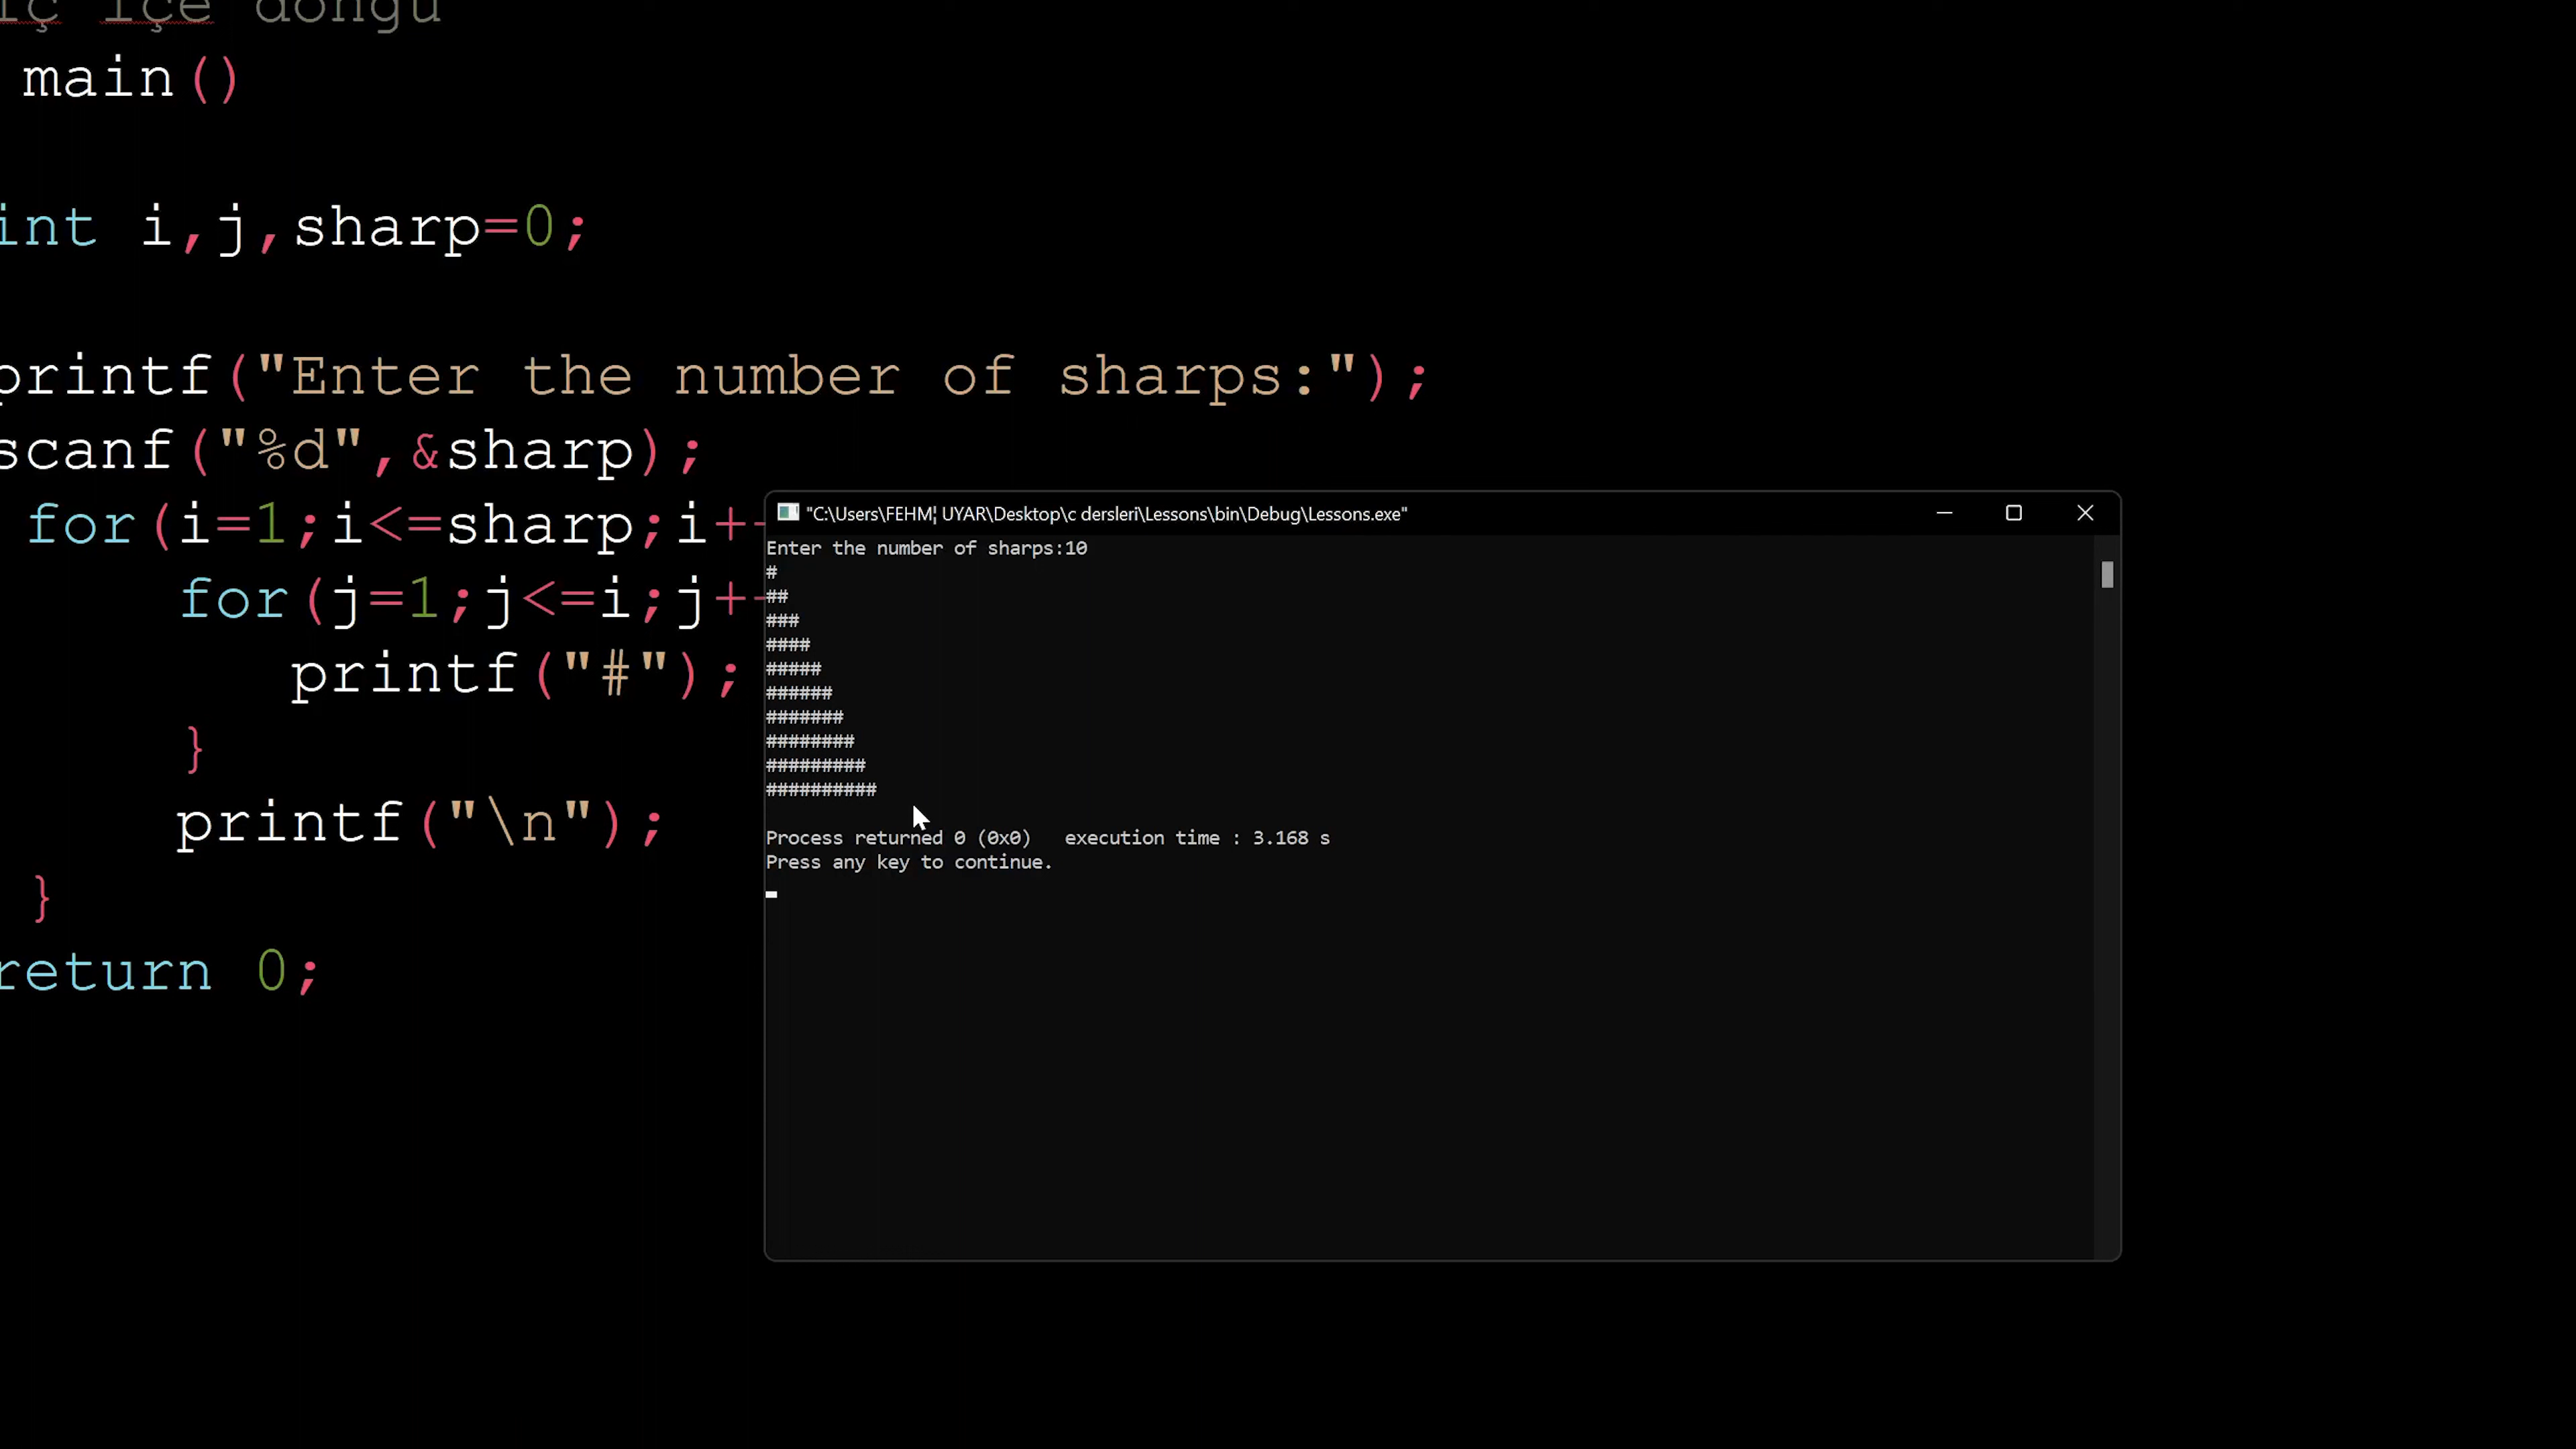 iç içe döngü
main()
int i,j,sharp=0;
printf("Enter the number of sharps:");
scanf("%d",&sharp);
for(i=1;i<=sharp;i+
for(j=1;j<=i;j+
printf("#");
}
printf("\n");
}
return 0;
"C:\Users\FEHM¦ UYAR\Desktop\c dersleri\Lessons\bin\Debug\Lessons.exe"
Enter the number of sharps:10
#
##
###
####
#####
######
#######
########
#########
##########
Process returned 0 (0x0)   execution time : 3.168 s
Press any key to continue.